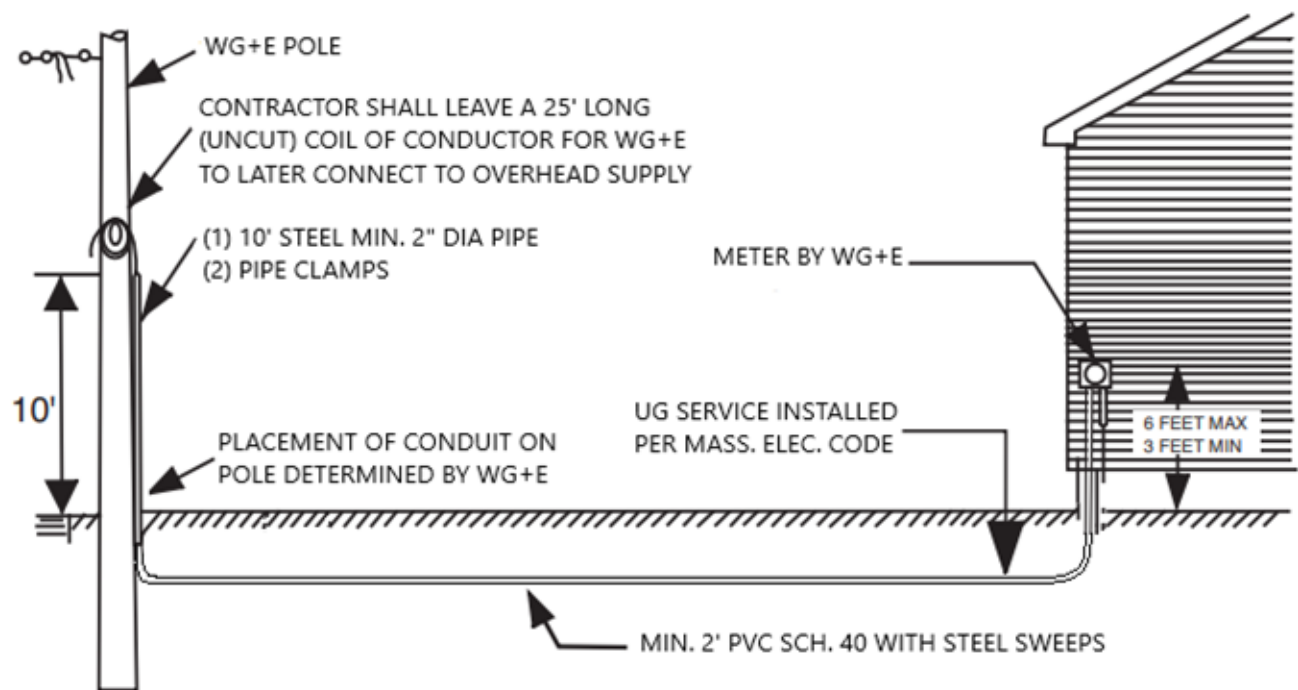 WG+E POLE
CONTRACTOR SHALL LEAVE A 25' LONG
(UNCUT) COIL OF CONDUCTOR FOR WG+E
TO LATER CONNECT TO OVERHEAD SUPPLY
(1) 10' STEEL MIN. 2" DIA PIPE
(2) PIPE CLAMPS
METER BY WG+E
10'
UG SERVICE INSTALLED
PER MASS. ELEC. CODE
6 FEET MAX
3 FEET MIN
PLACEMENT OF CONDUIT ON
POLE DETERMINED BY WG+E
MIN. 2' PVC SCH. 40 WITH STEEL SWEEPS